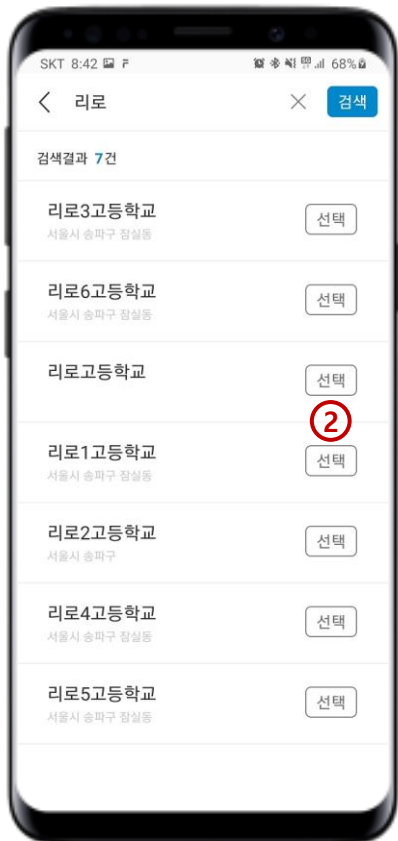 SKT 8:42 68%
리로 검색
검색결과 7건
리로3고등학교
서울시 송파구 잠실동
선택
리로6고등학교
서울시 송파구 잠실동
선택
리로고등학교
선택
②
리로1고등학교
서울시 송파구 잠실동
선택
리로2고등학교
서울시 송파구
선택
리로4고등학교
서울시 송파구 잠실동
선택
리로5고등학교
서울시 송파구 잠실동
선택